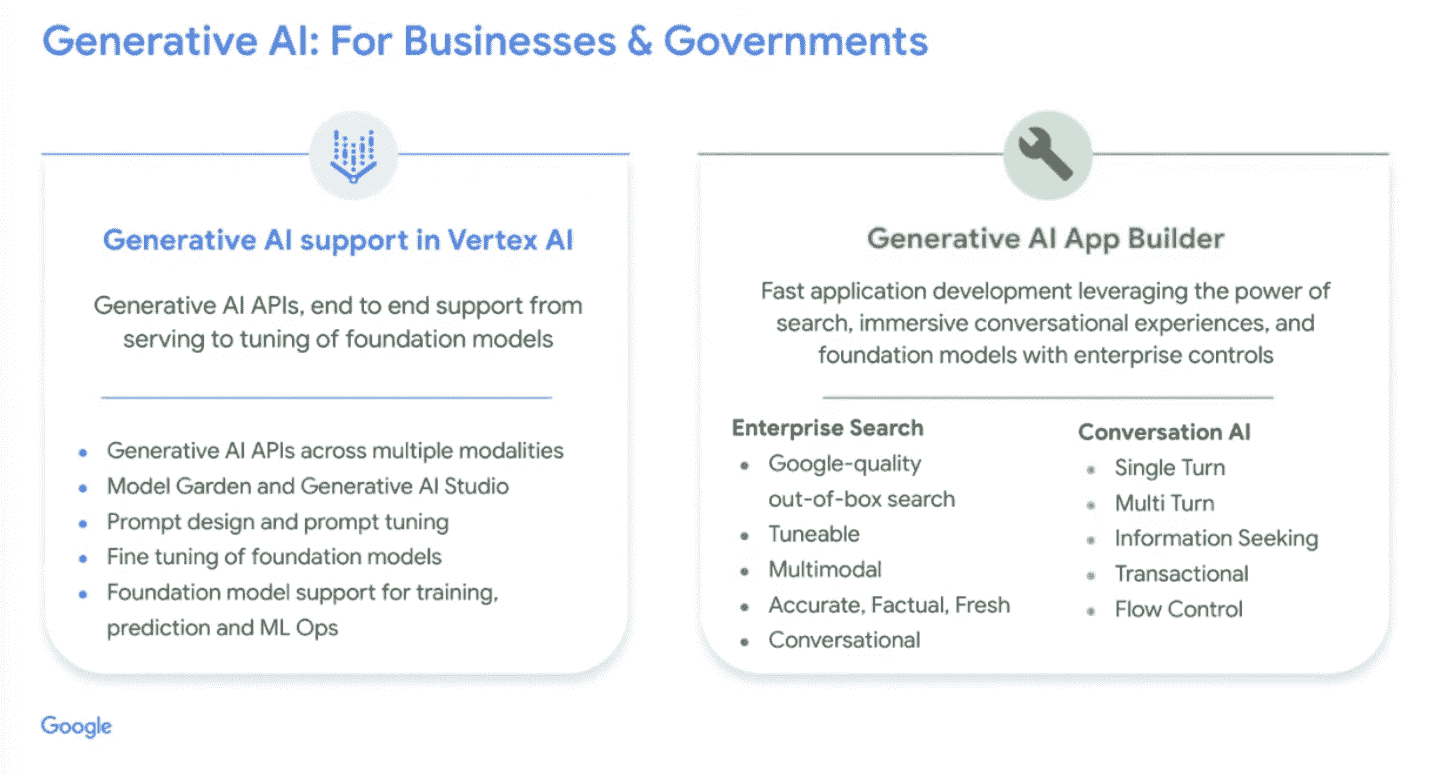 Generative AI: For Businesses & Governments
Generative AI support in Vertex AI
Generative AI APIs, end to end support from
serving to tuning of foundation models
Generative AI APIs across multiple modalities
Model Garden and Generative AI Studio
Prompt design and prompt tuning
Fine tuning of foundation models
Foundation model support for training,
prediction and ML Ops
Generative AI App Builder
Fast application development leveraging the power of
search, immersive conversational experiences, and
foundation models with enterprise controls
Enterprise Search
Google-quality
out-of-box search
Tuneable
Multimodal
Accurate, Factual, Fresh
Conversational
Conversation AI
Single Turn
Multi Turn
Information Seeking
Transactional
Flow Control
Google